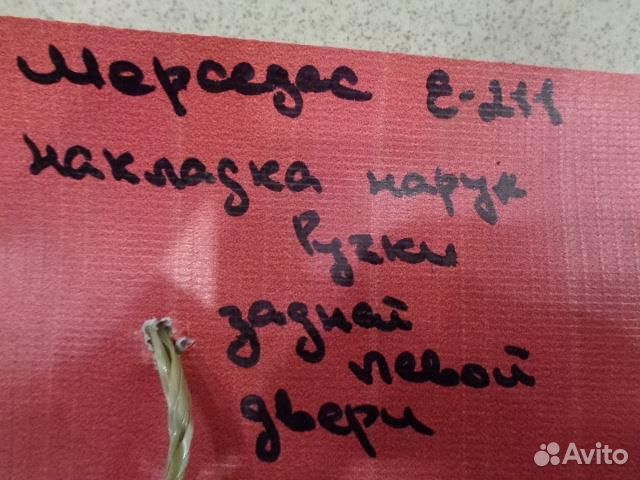 Мерседес Е-211
накладка наруж
Ручки
задней
левой
двери
Avito